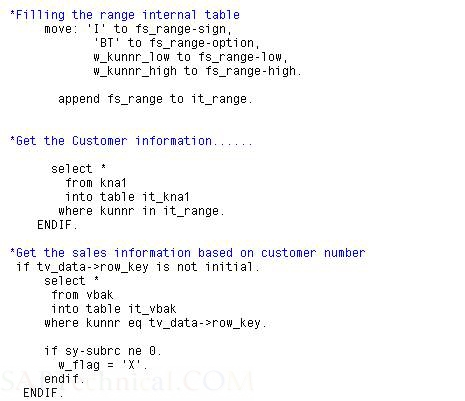 *Filling the range internal table
move: 'I' to fs_range-sign,
'BT' to fs_range-option,
w_kunnr_low to fs_range-low,
w_kunnr_high to fs_range-high.
append fs_range to it_range.
*Get the Customer information......
select *
from kna1
into table it_kna1
where kunnr in it_range.
ENDIF.
*Get the sales information based on customer number
if tv_data->row_key is not initial.
select *
from vbak
into table it_vbak
where kunnr eq tv_data->row_key.
if sy-subrc ne 0.
w_flag = 'X'.
endif.
SAPTechnical.COM
ENDIF.